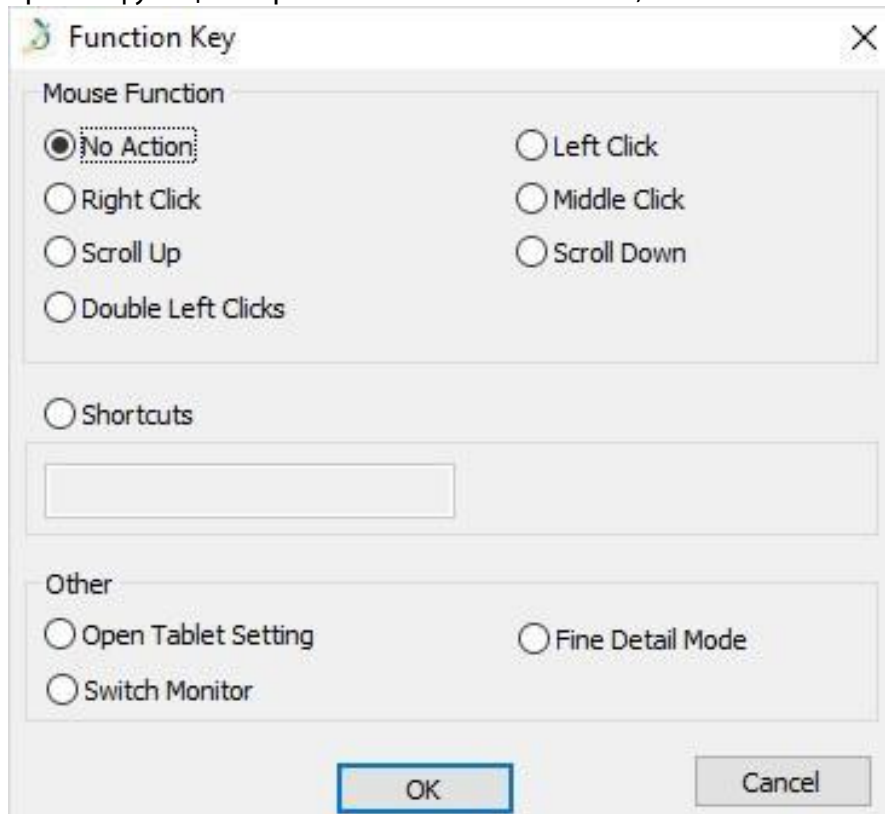 Function Key
Mouse Function
No Action
Left Click
Right Click
Middle Click
Scroll Up
Scroll Down
Double Left Clicks
Shortcuts
Other
Open Tablet Setting
Fine Detail Mode
Switch Monitor
OK
Cancel